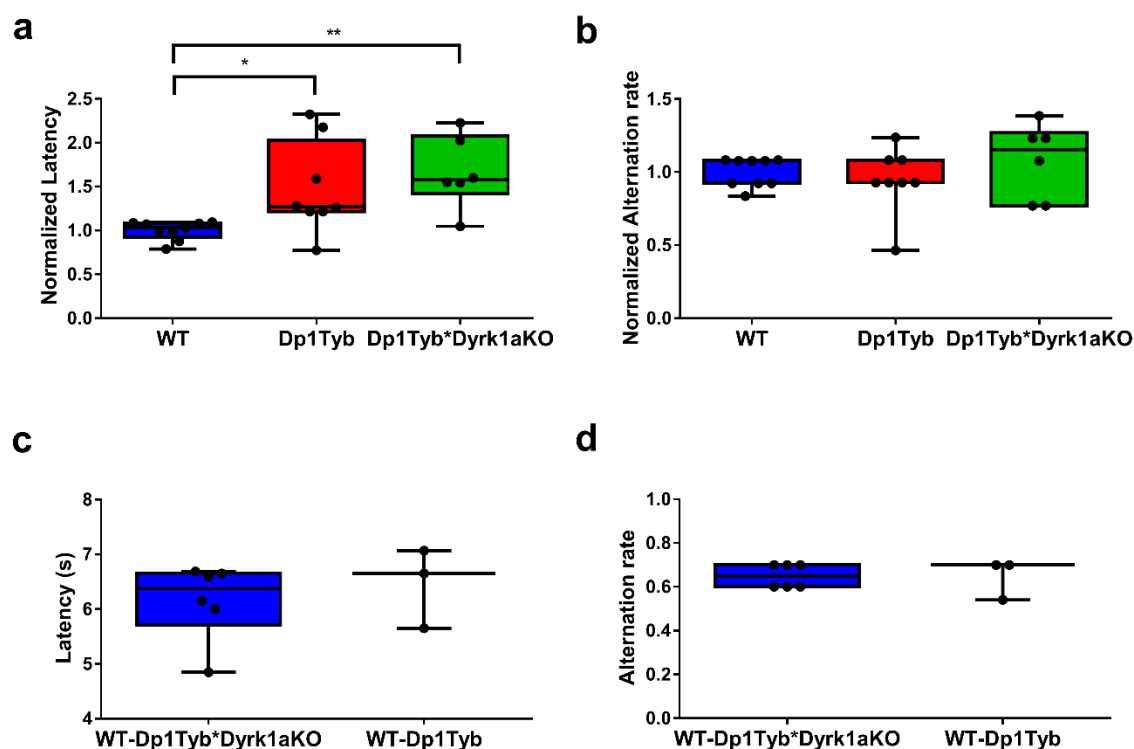 a
**
*
Normalized Latency
2.5
2.0
1.5
1.0
0.5
0.0
WT
Dp1Tyb
Dp1Tyb*Dyrk1aKO
b
Normalized Alternation rate
1.5
1.0
0.5
0.0
WT
Dp1Tyb
Dp1Tyb*Dyrk1aKO
c
Latency (s)
8
7
6
5
4
WT-Dp1Tyb*Dyrk1aKO
WT-Dp1Tyb
d
Alternation rate
1.0
0.8
0.6
0.4
0.2
0.0
WT-Dp1Tyb*Dyrk1aKO
WT-Dp1Tyb